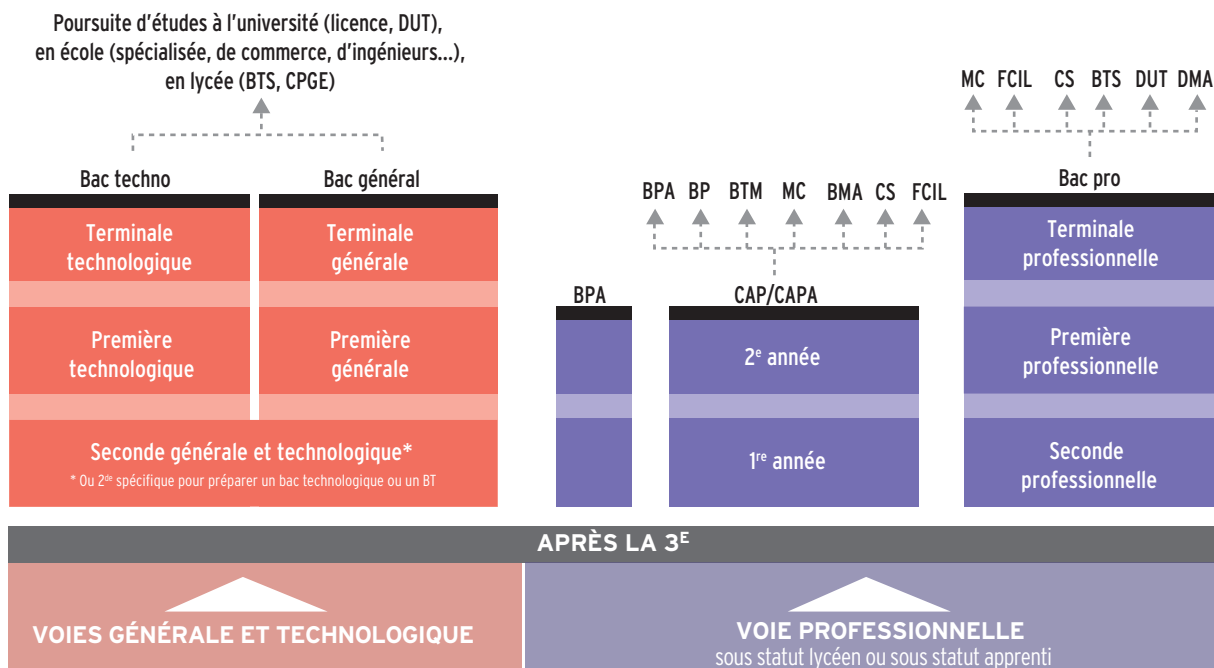 Poursuite d'études à l'université (licence, DUT),
en école (spécialisée, de commerce, d'ingénieurs...),
en lycée (BTS, CPGE)
MC FCIL CS BTS DUT DMA
Bac techno
Bac général
BPA BP BTM MC BMA CS FCIL
Bac pro
Terminale
technologique
Terminale
générale
Terminale
professionnelle
BPA
CAP/CAPA
Première
technologique
Première
générale
2e année
Première
professionnelle
Seconde générale et technologique*
* Ou 2de spécifique pour préparer un bac technologique ou un BT
1re année
Seconde
professionnelle
APRÈS LA 3E
VOIES GÉNÉRALE ET TECHNOLOGIQUE
VOIE PROFESSIONNELLE
sous statut lycéen ou sous statut apprenti